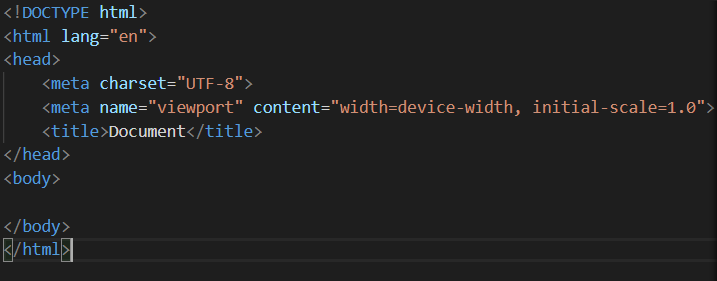 <!DOCTYPE html>
<html lang="en">
<head>
    <meta charset="UTF-8">
    <meta name="viewport" content="width=device-width, initial-scale=1.0">
    <title>Document</title>
</head>
<body>
</body>
</html>